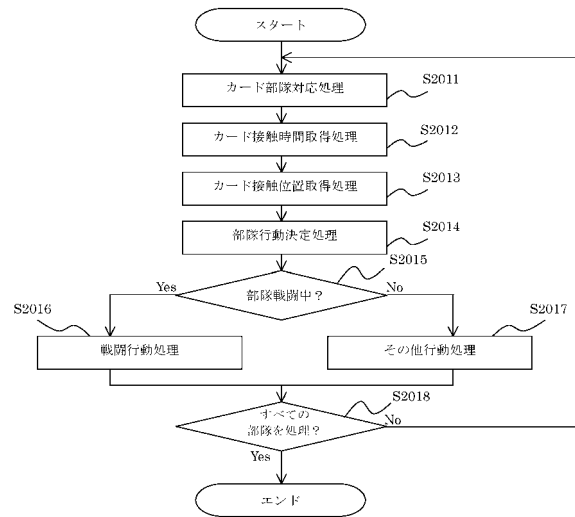 スタート
カード部隊対応処理
S2011
カード接触時間取得処理
S2012
カード接触位置取得処理
S2013
部隊行動決定処理
S2014
S2015
部隊戦闘中?
Yes
No
S2016
戦闘行動処理
S2017
その他行動処理
S2018
すべての
部隊を処理?
No
Yes
エンド